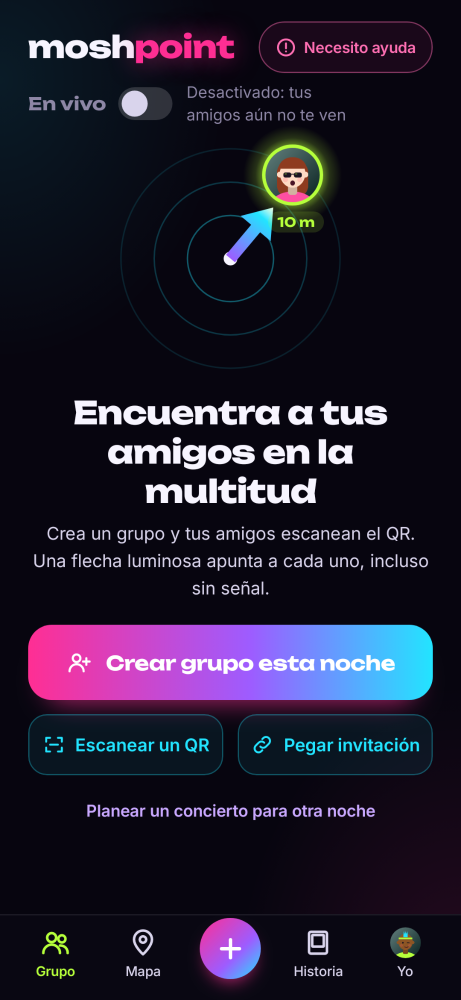 moshpoint
Necesito ayuda
En vivo
Desactivado: tus
amigos aún no te ven
10 m
Encuentra a tus
amigos en la
multitud
Crea un grupo y tus amigos escanean el QR.
Una flecha luminosa apunta a cada uno, incluso
sin señal.
Crear grupo esta noche
Escanear un QR
Pegar invitación
Planear un concierto para otra noche
Grupo
Mapa
Historia
Yo